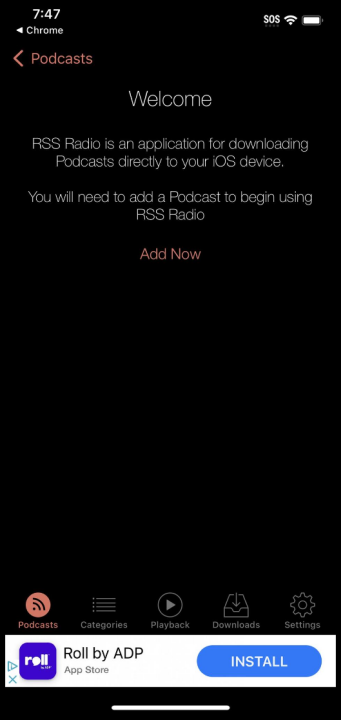 7:47
SOS
◀ Chrome
Podcasts
Welcome
RSS Radio is an application for downloading
Podcasts directly to your iOS device.
You will need to add a Podcast to begin using
RSS Radio
Add Now
Podcasts
Categories
Playback
Downloads
Settings
roll
by ADP
Roll by ADP
App Store
INSTALL